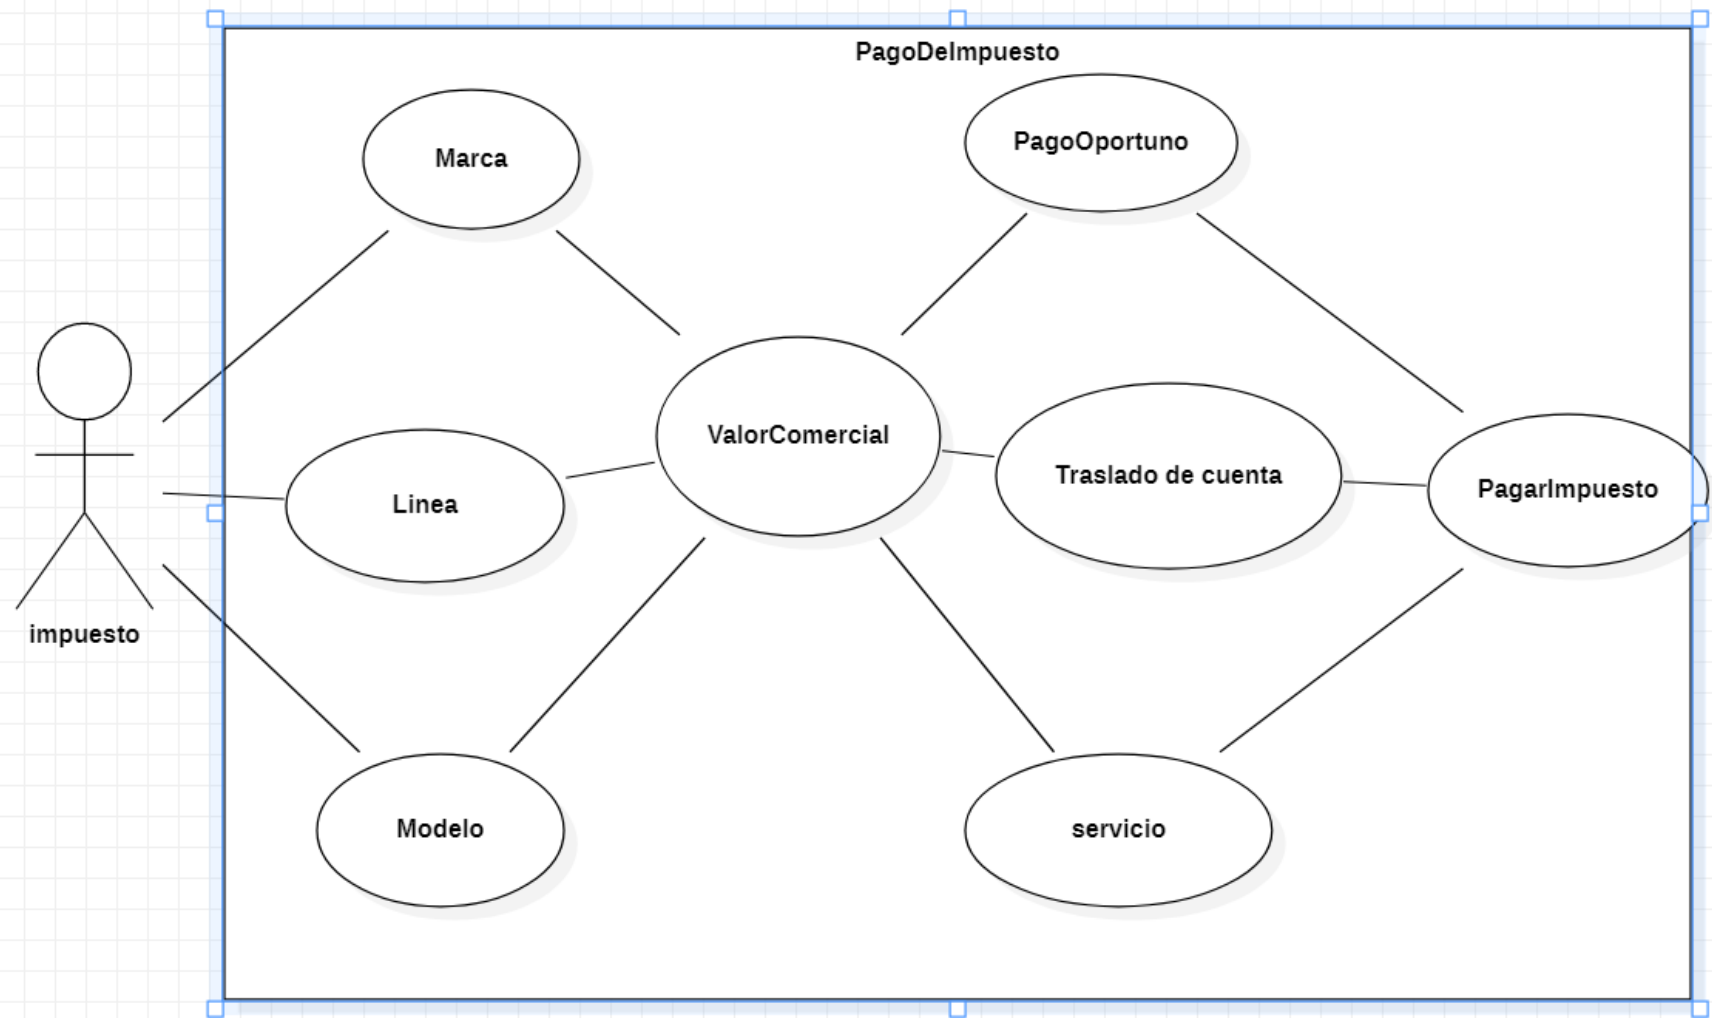 PagoDeImpuesto
Marca
PagoOportuno
ValorComercial
Traslado de cuenta
PagarImpuesto
Linea
impuesto
Modelo
servicio